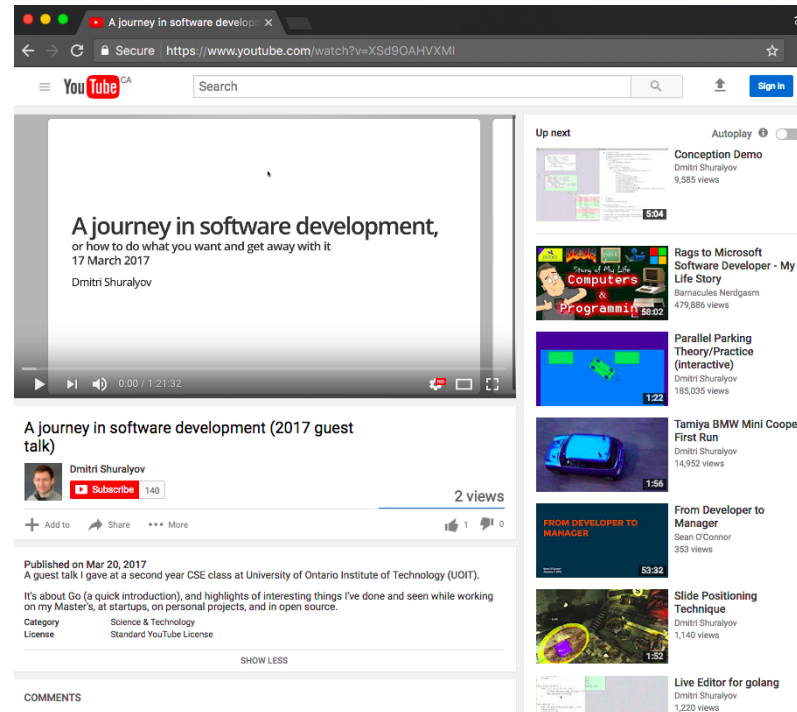 A journey in software developm
Secure
https://www.youtube.com/watch?v=XSd9OAHVXMI
YouTube CA
Search
Sign in
A journey in software development,
or how to do what you want and get away with it
17 March 2017
Dmitri Shuralyov
0:00 / 1:21:32
HD
A journey in software development (2017 guest
talk)
Dmitri Shuralyov
Subscribe 140
2 views
Add to Share More
1 0
Published on Mar 20, 2017
A guest talk I gave at a second year CSE class at University of Ontario Institute of Technology (UOIT).
It's about Go (a quick introduction), and highlights of interesting things I've done and seen while working
on my Master's, at startups, on personal projects, and in open source.
Category Science & Technology
License Standard YouTube License
SHOW LESS
COMMENTS
Up next Autoplay
5:04
Conception Demo
Dmitri Shuralyov
9,585 views
Story of My Life
Computers
&
Programmin
58:02
Rags to Microsoft
Software Developer - My
Life Story
Barnacules Nerdgasm
479,886 views
1:22
Parallel Parking
Theory/Practice
(interactive)
Dmitri Shuralyov
185,035 views
1:56
Tamiya BMW Mini Coope
First Run
Dmitri Shuralyov
14,952 views
FROM DEVELOPER TO
MANAGER
53:32
From Developer to
Manager
Sean O'Connor
353 views
1:52
Slide Positioning
Technique
Dmitri Shuralyov
1,140 views
Live Editor for golang
Dmitri Shuralyov
1,220 views